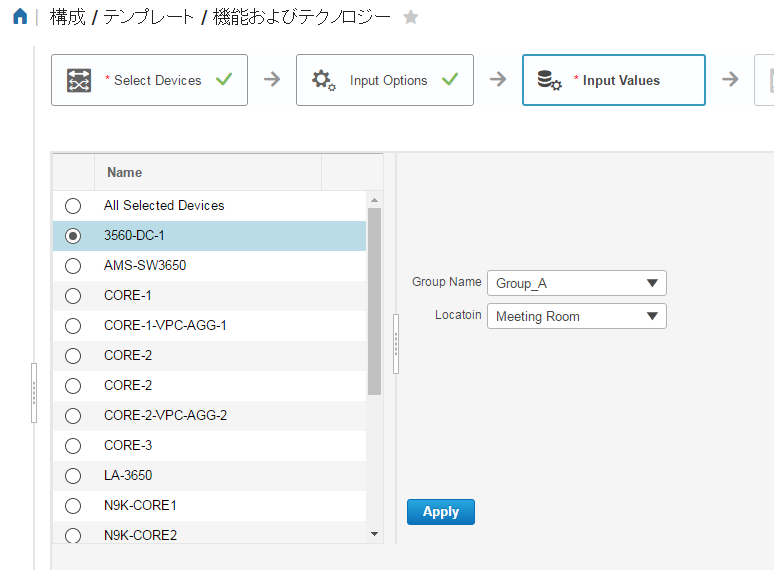 構成 / テンプレート / 機能およびテクノロジー
* Select Devices
Input Options
* Input Values
Name
All Selected Devices
3560-DC-1
AMS-SW3650
CORE-1
CORE-1-VPC-AGG-1
CORE-2
CORE-2
CORE-2-VPC-AGG-2
CORE-3
LA-3650
N9K-CORE1
N9K-CORE2
Group Name Group_A
Locatoin Meeting Room
Apply